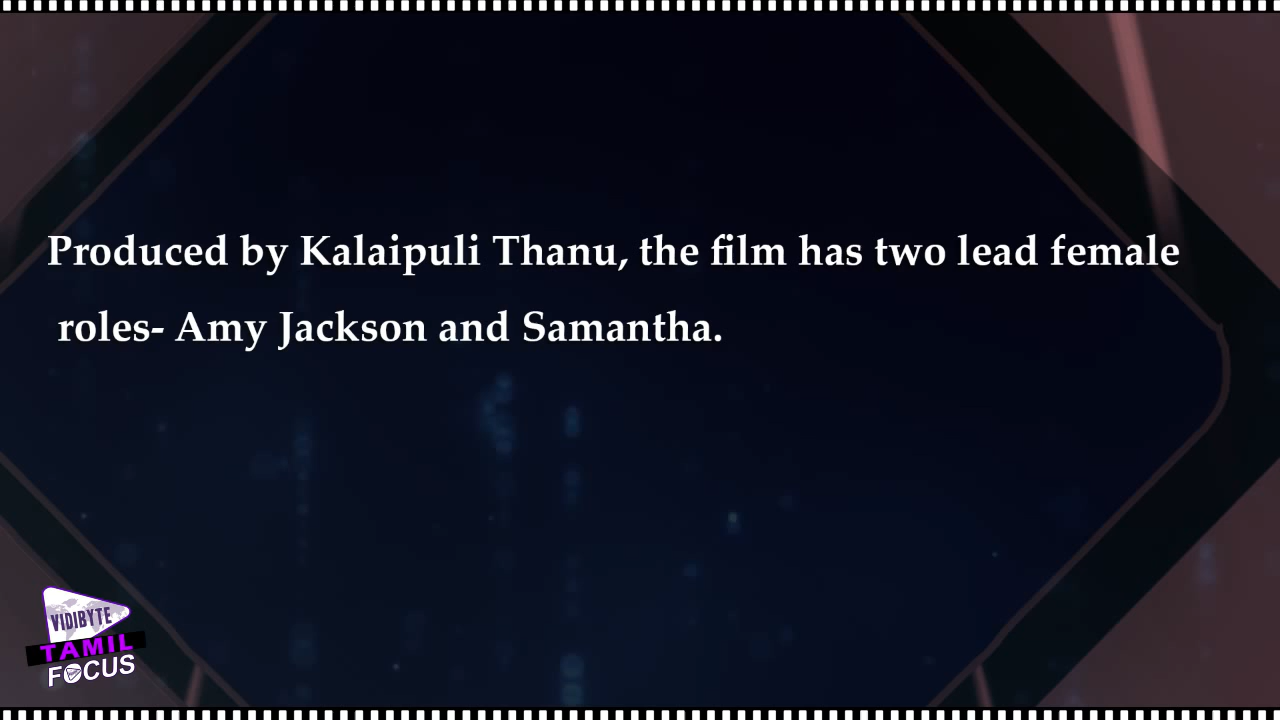 Produced by Kalaipuli Thanu, the film has two lead female
roles- Amy Jackson and Samantha.
VIDIBYTE
TAMIL
FOCUS